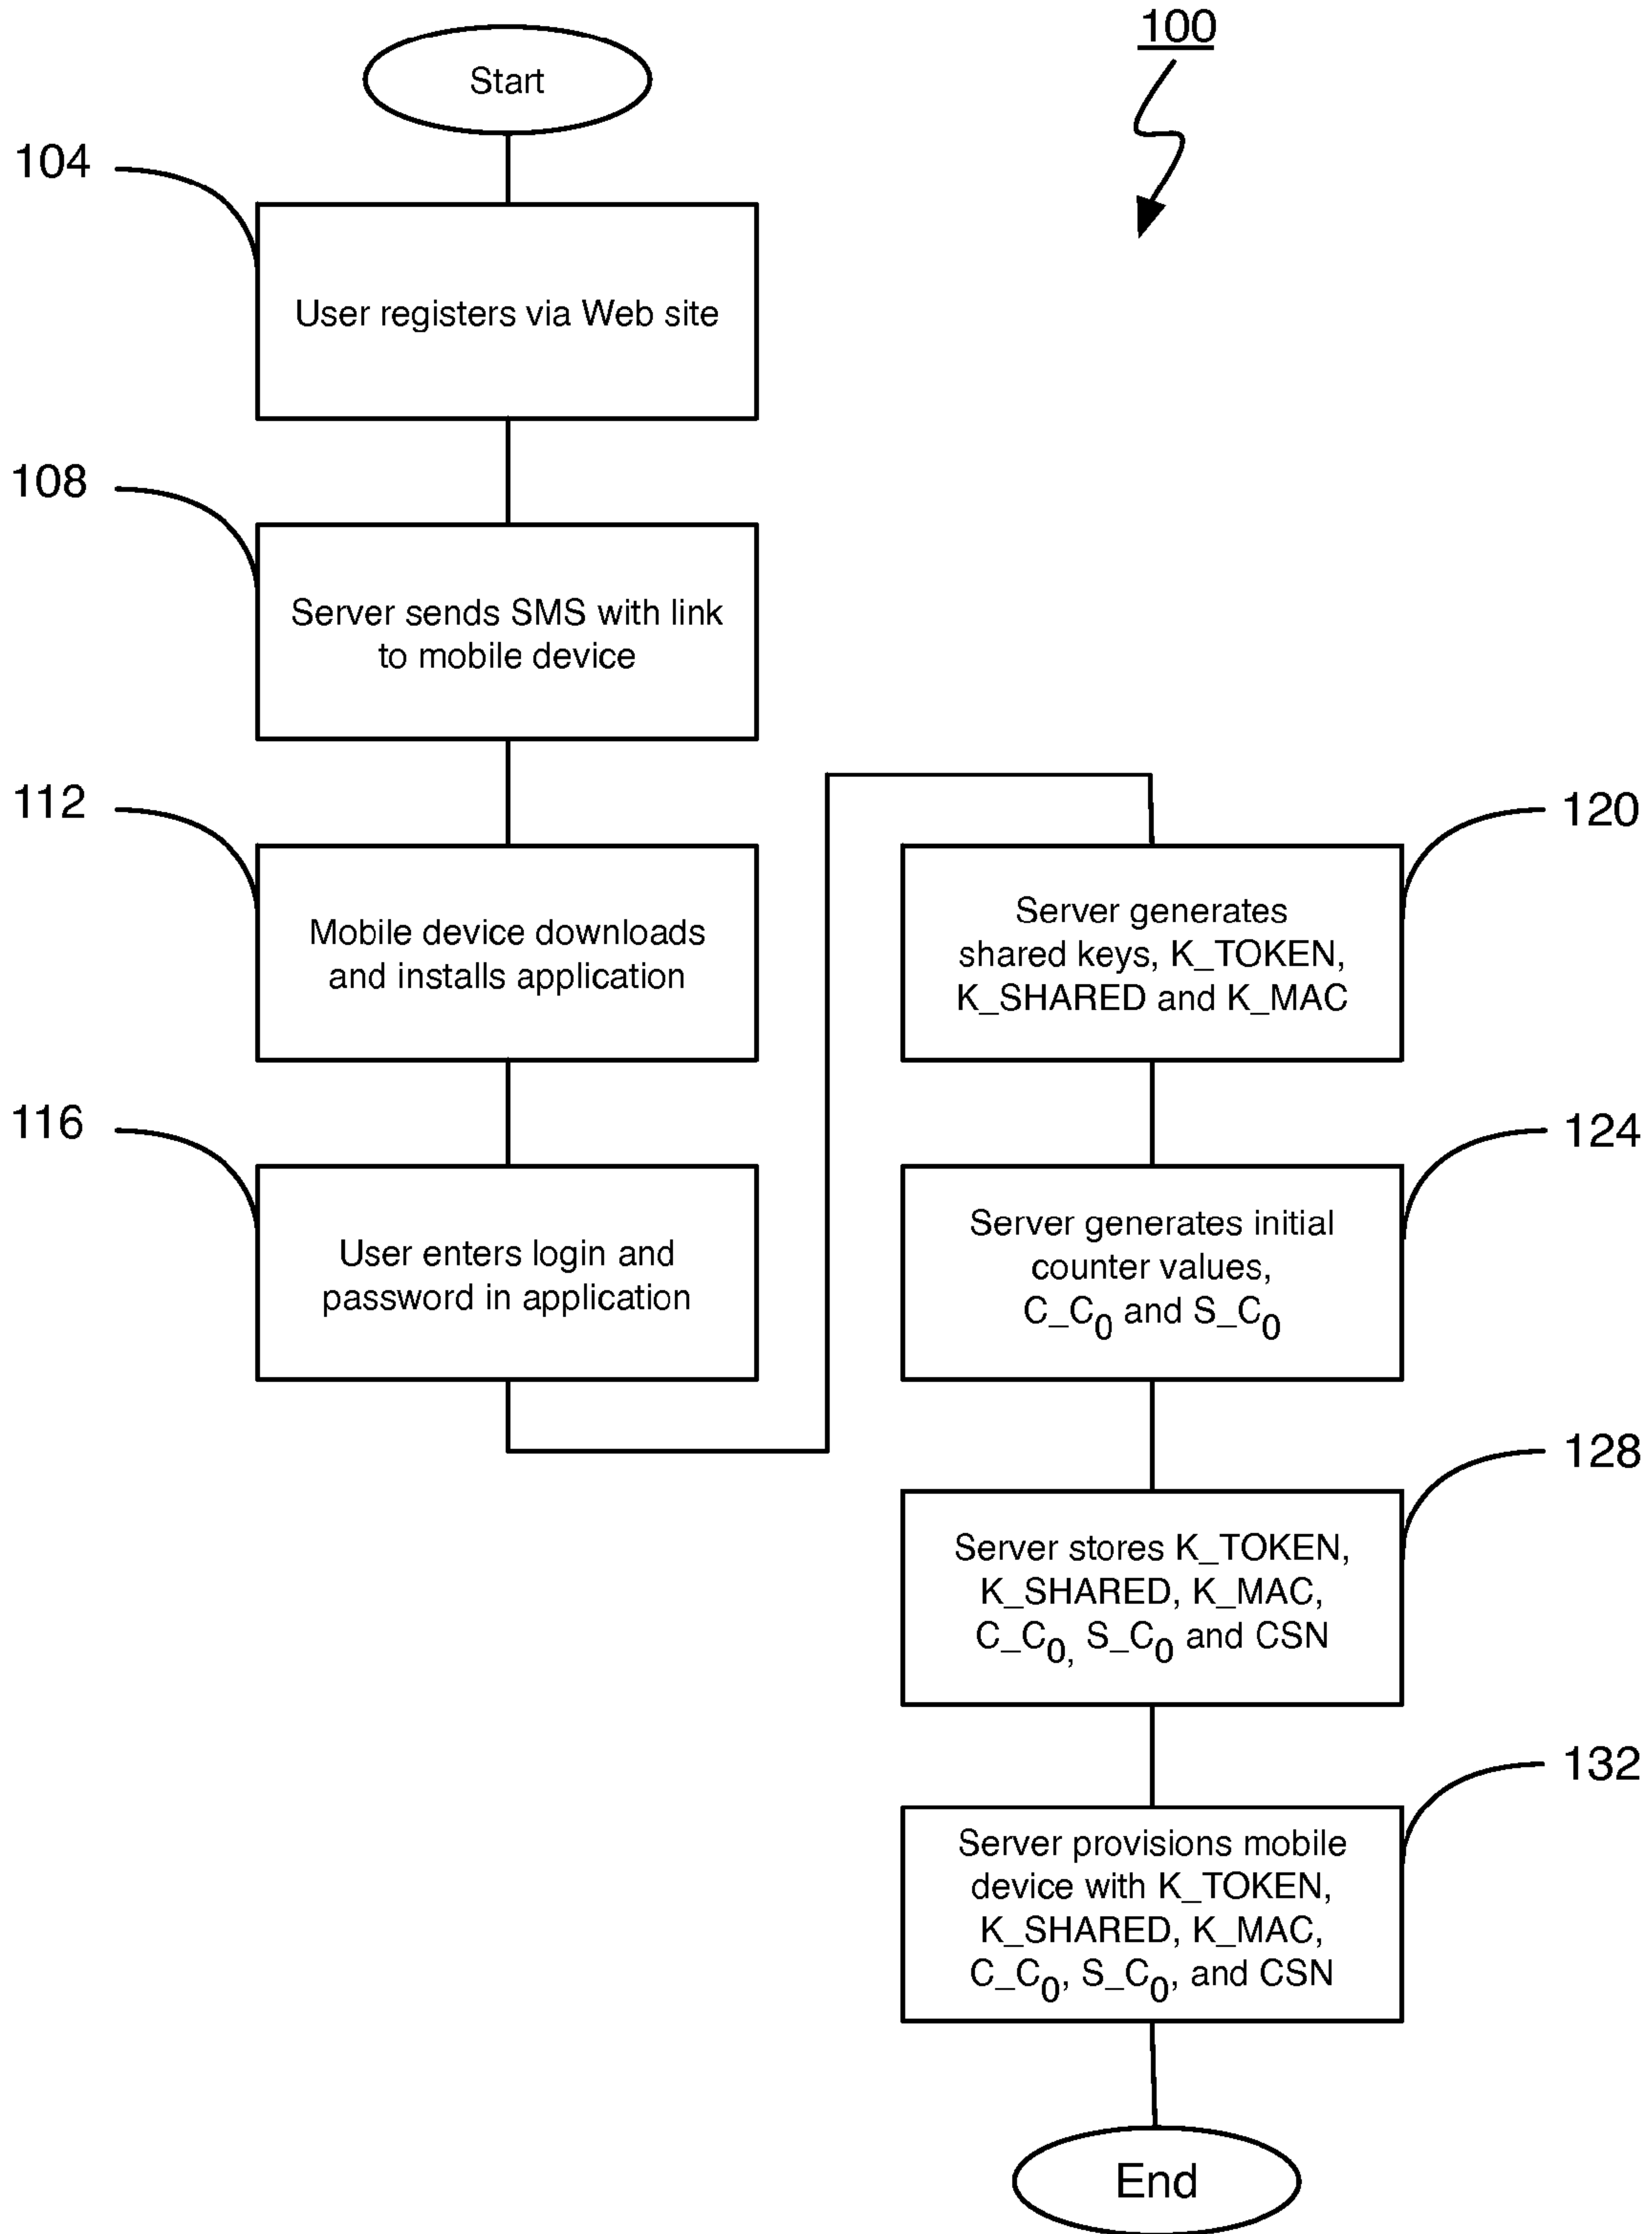 100
Start
104
User registers via Web site
108
Server sends SMS with link
to mobile device
112
Mobile device downloads
and installs application
116
User enters login and
password in application
120
Server generates
shared keys, K_TOKEN,
K_SHARED and K_MAC
124
Server generates initial
counter values,
C_C₀ and S_C₀
128
Server stores K_TOKEN,
K_SHARED, K_MAC,
C_C₀, S_C₀ and CSN
132
Server provisions mobile
device with K_TOKEN,
K_SHARED, K_MAC,
C_C₀, S_C₀, and CSN
End